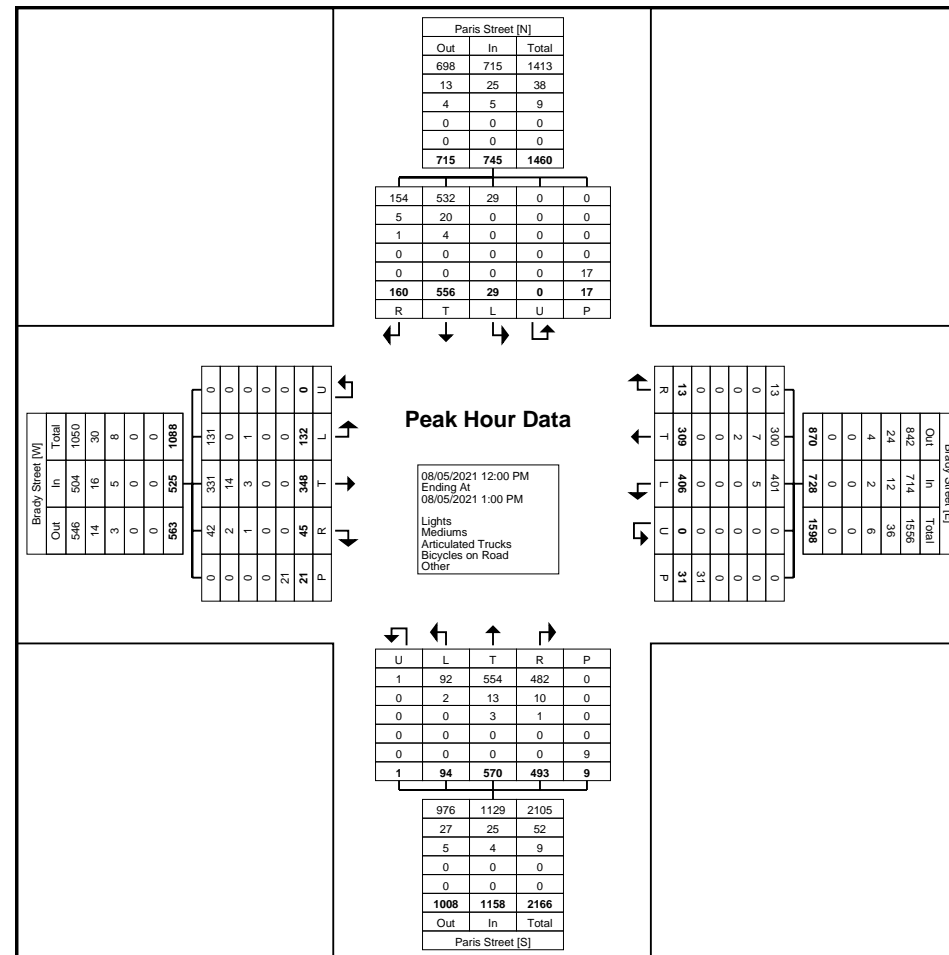 Paris Street [N]
Out In Total
698 715 1413
13 25 38
4 5 9
0 0 0
0 0 0
715 745 1460
154 532 29 0 0
5 20 0 0 0
1 4 0 0 0
0 0 0 0 0
0 0 0 0 17
160 556 29 0 17
R T L U P
Brady Street [W]
Out In Total
546 504 1050
14 16 30
3 5 8
0 0 0
0 0 0
563 525 1088
0 42 331 131 0
0 2 14 0 0
0 1 3 1 0
0 0 0 0 0
21 0 0 0 0
21 45 348 132 0
P R T L U
Peak Hour Data
08/05/2021 12:00 PM
Ending At
08/05/2021 1:00 PM
Lights
Mediums
Articulated Trucks
Bicycles on Road
Other
Brady Street [E]
Out In Total
842 714 1556
24 12 36
4 2 6
0 0 0
0 0 0
870 728 1598
13 300 401 0 0
0 7 5 0 0
0 2 0 0 0
0 0 0 0 0
0 0 0 0 31
13 309 406 0 31
R T L U P
U L T R P
1 92 554 482 0
0 2 13 10 0
0 0 3 1 0
0 0 0 0 0
0 0 0 0 9
1 94 570 493 9
976 1129 2105
27 25 52
5 4 9
0 0 0
0 0 0
1008 1158 2166
Out In Total
Paris Street [S]